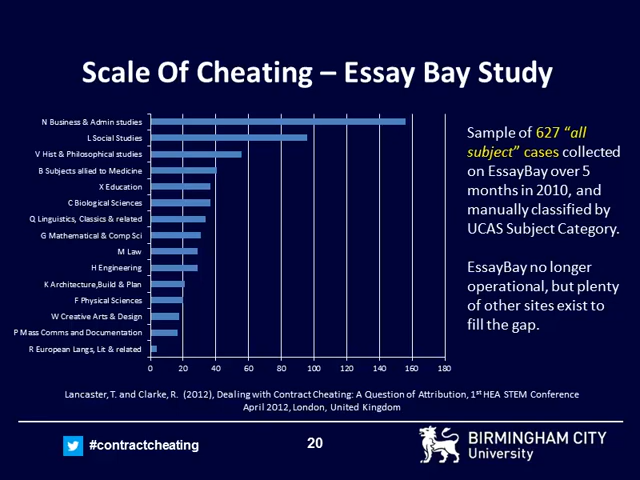 Scale Of Cheating – Essay Bay Study
N Business & Admin studies
L Social Studies
V Hist & Philosophical studies
B Subjects allied to Medicine
X Education
C Biological Sciences
Q Linguistics, Classics & related
G Mathematical & Comp Sci
M Law
H Engineering
K Architecture,Build & Plan
F Physical Sciences
W Creative Arts & Design
P Mass Comms and Documentation
R European Langs, Lit & related
0 20 40 60 80 100 120 140 160 180
Sample of 627 “all
subject” cases collected
on EssayBay over 5
months in 2010, and
manually classified by
UCAS Subject Category.
EssayBay no longer
operational, but plenty
of other sites exist to
fill the gap.
Lancaster, T. and Clarke, R. (2012), Dealing with Contract Cheating: A Question of Attribution, 1st HEA STEM Conference
April 2012, London, United Kingdom
#contractcheating
20
BIRMINGHAM CITY
University